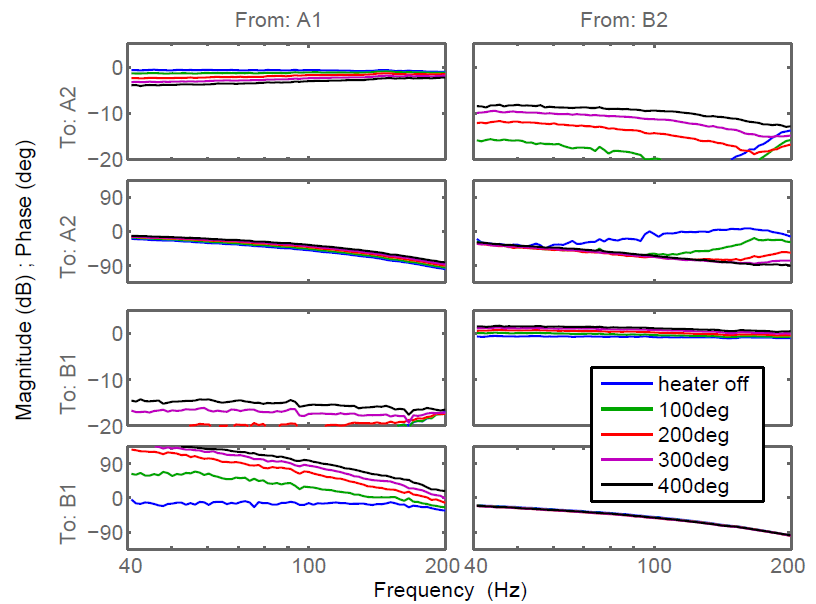 From: A1 From: B2
Magnitude (dB) ; Phase (deg)
To: A2
0
−10
−20
To: A2
90
0
−90
To: B1
0
−10
−20
To: B1
90
0
−90
heater off
100deg
200deg
300deg
400deg
40 100 200 40 100 200
Frequency (Hz)